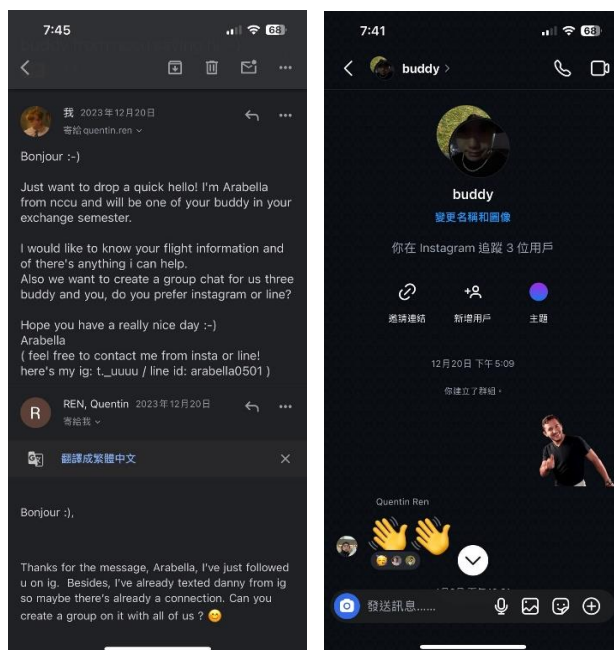 7:45
68
我 2023年12月20日
寄給 quentin.ren
Bonjour :-)
Just want to drop a quick hello! I'm Arabella
from nccu and will be one of your buddy in your
exchange semester.
I would like to know your flight information and
of there's anything i can help.
Also we want to create a group chat for us three
buddy and you, do you prefer instagram or line?
Hope you have a really nice day :-)
Arabella
( feel free to contact me from insta or line!
here's my ig: t._uuuu / line id: arabella0501 )
R
REN, Quentin 2023年12月20日
寄給我
翻譯成繁體中文
Bonjour :),
Thanks for the message, Arabella, I've just followed
u on ig. Besides, I've already texted danny from ig
so maybe there's already a connection. Can you
create a group on it with all of us ? 😊
7:41
68
buddy
buddy
變更名稱和圖像
你在 Instagram 追蹤 3 位用戶
邀請連結 新增用戶 主題
12月20日 下午5:09
你建立了群組。
Quentin Ren
👋👋
發送訊息......